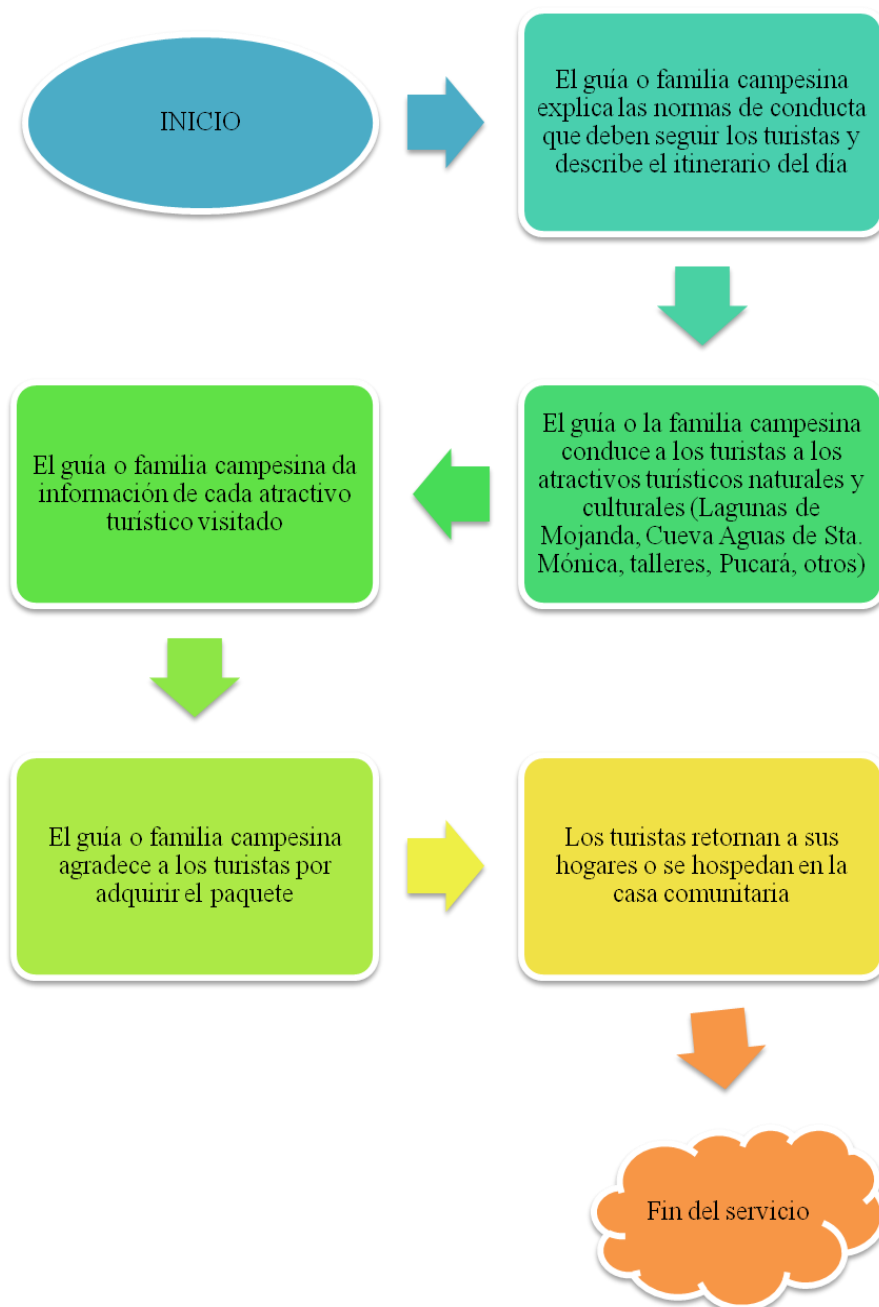 INICIO
El guía o familia campesina
explica las normas de conducta
que deben seguir los turistas y
describe el itinerario del día
El guía o la familia campesina
conduce a los turistas a los
atractivos turísticos naturales y
culturales (Lagunas de
Mojanda, Cueva Aguas de Sta.
Mónica, talleres, Pucará, otros)
El guía o familia campesina da
información de cada atractivo
turístico visitado
El guía o familia campesina
agradece a los turistas por
adquirir el paquete
Los turistas retornan a sus
hogares o se hospedan en la
casa comunitaria
Fin del servicio